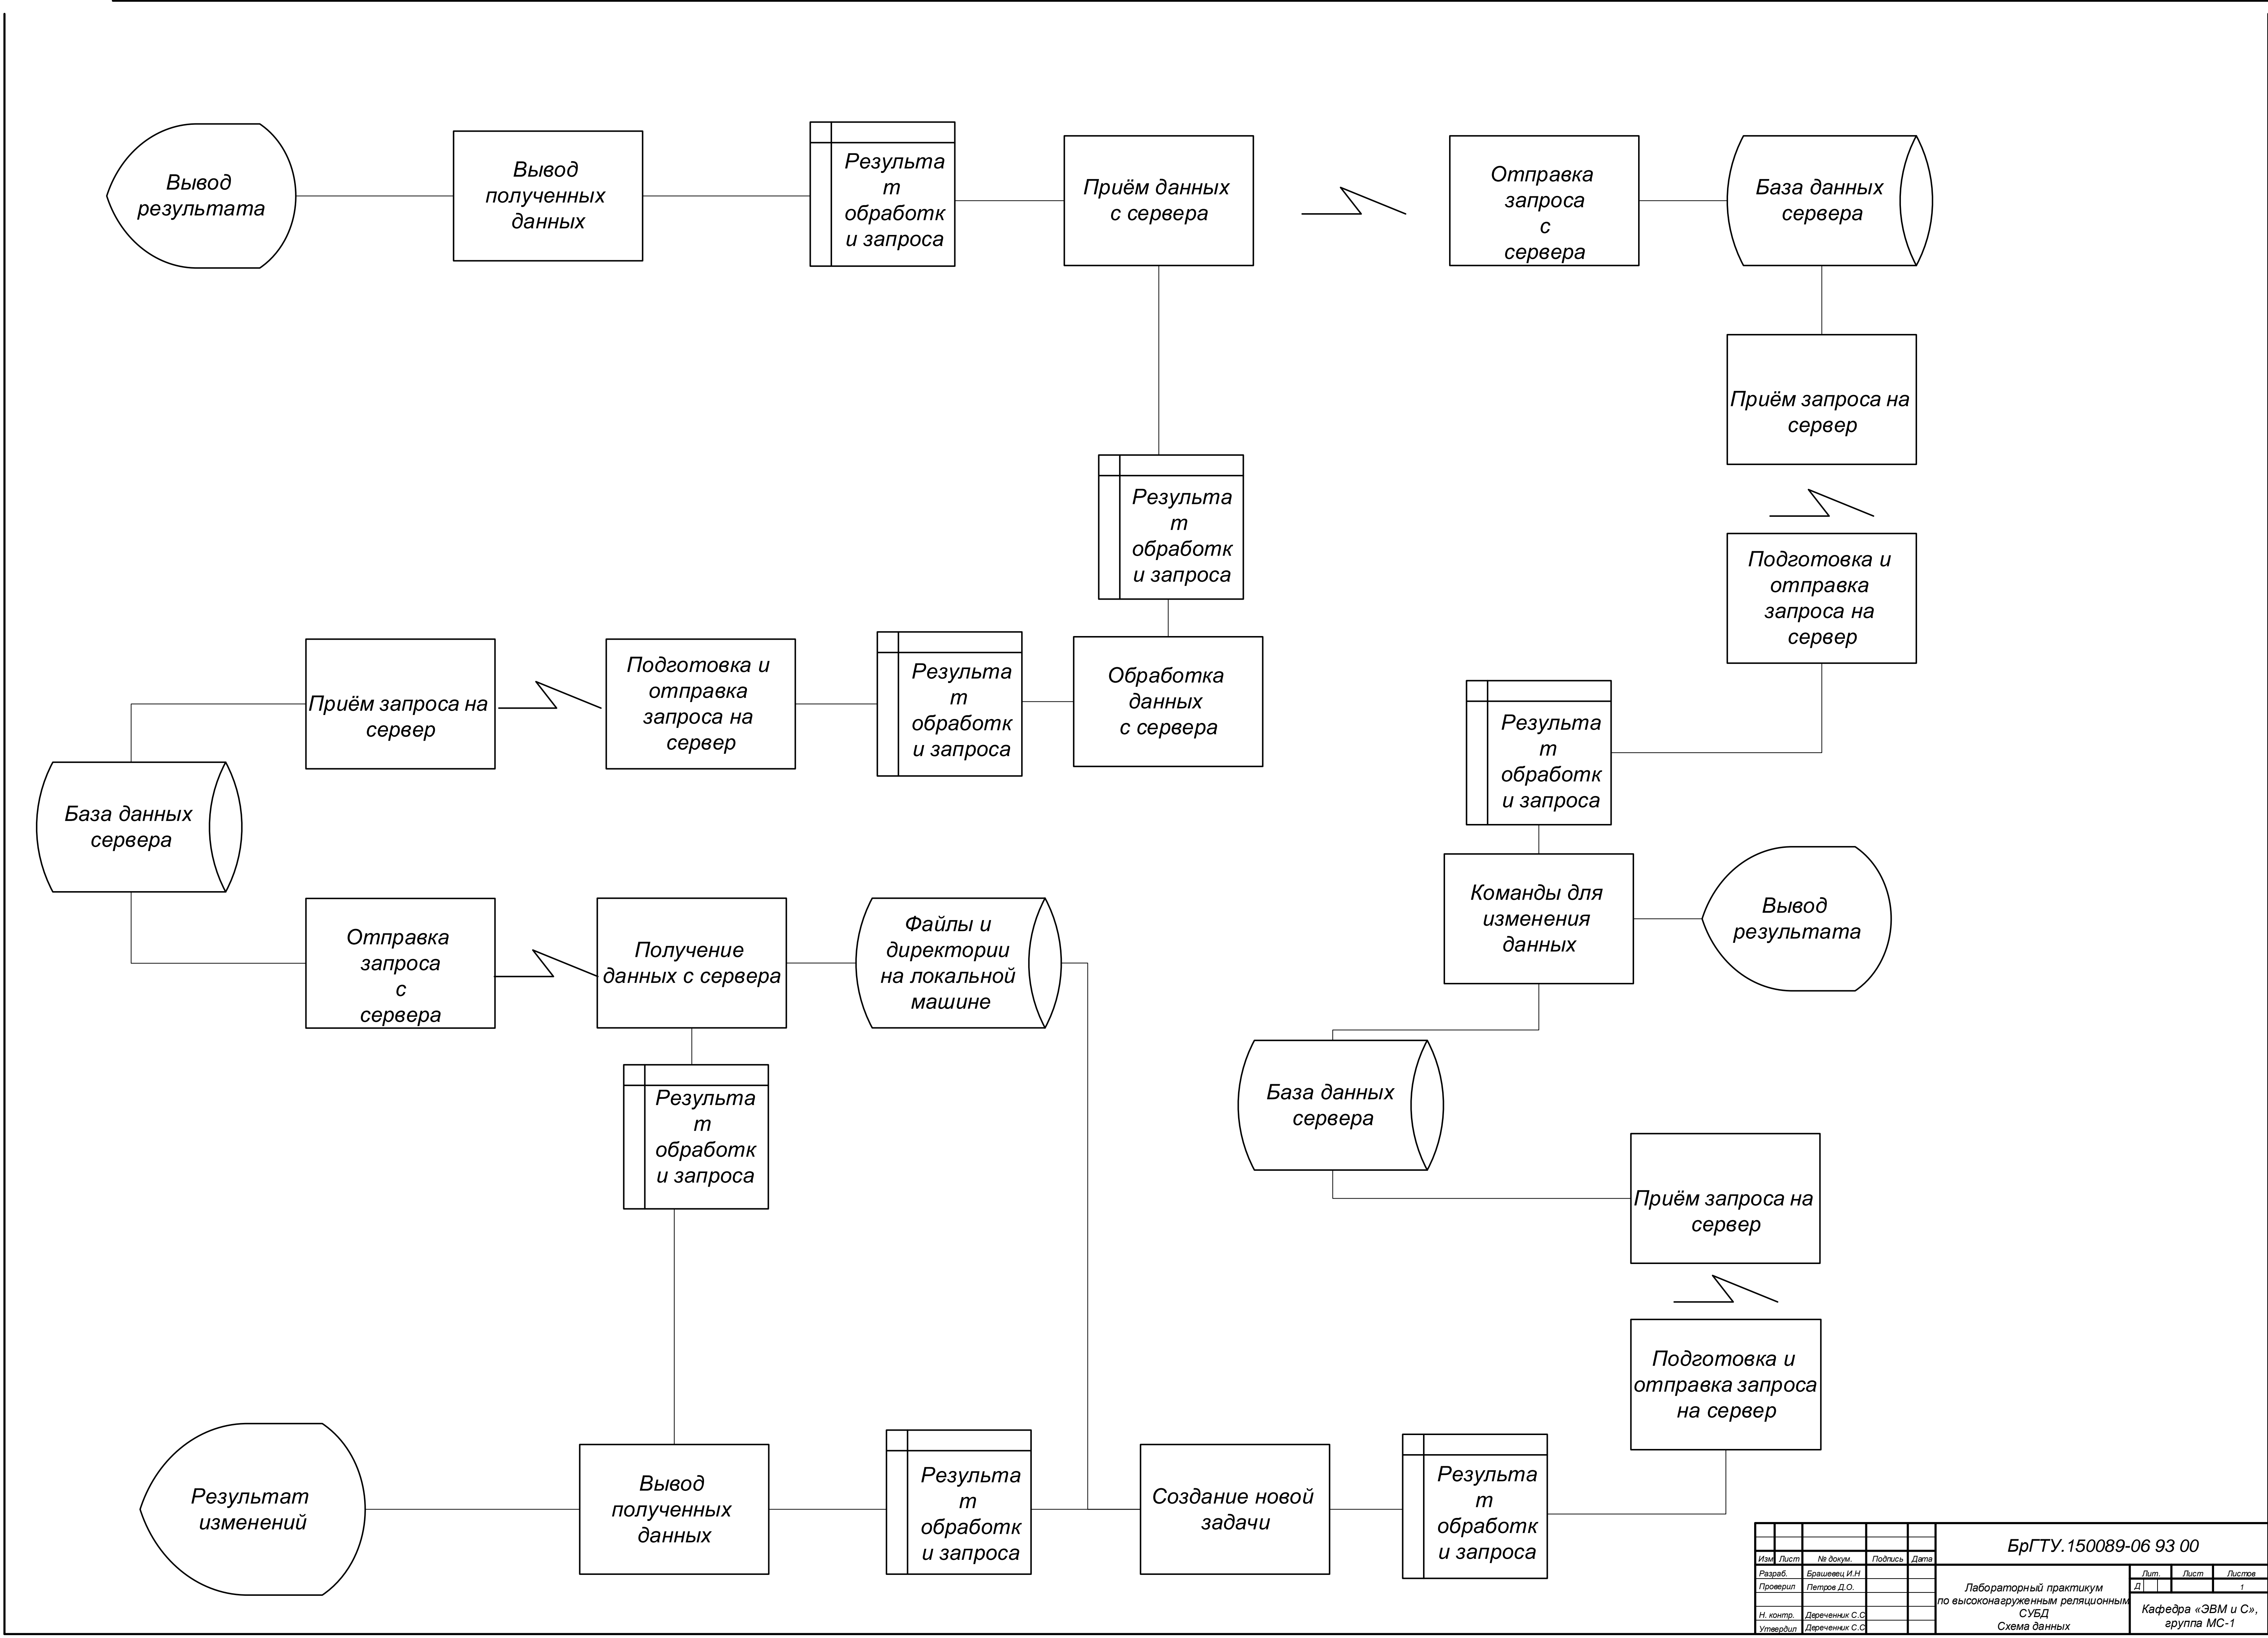 Вывод
результата
Вывод
полученных
данных
Результа
т
обработк
и запроса
Приём данных
с сервера
Отправка
запроса
с
сервера
База данных
сервера
Приём запроса на
сервер
Результа
т
обработк
и запроса
Подготовка и
отправка
запроса на
сервер
Приём запроса на
сервер
Подготовка и
отправка
запроса на
сервер
Результа
т
обработк
и запроса
Обработка
данных
с сервера
Результа
т
обработк
и запроса
База данных
сервера
Команды для
изменения
данных
Вывод
результата
Отправка
запроса
с
сервера
Получение
данных с сервера
Файлы и
директории
на локальной
машине
Результа
т
обработк
и запроса
База данных
сервера
Приём запроса на
сервер
Подготовка и
отправка запроса
на сервер
Результат
изменений
Вывод
полученных
данных
Результа
т
обработк
и запроса
Создание новой
задачи
Результа
т
обработк
и запроса
БрГТУ.150089-06 93 00
Изм Лист № докум. Подпись Дата
Разраб. Брашевец И.Н
Проверил Петров Д.О.
Н. контр. Дереченник С.С
Утвердил Дереченник С.С
Лабораторный практикум
по высоконагруженным реляционным
СУБД
Схема данных
Лит. Лист Листов
Д 1
Кафедра «ЭВМ и С»,
группа МС-1